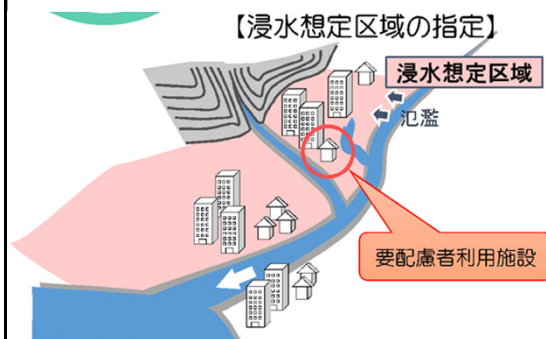 【浸水想定区域の指定】
浸水想定区域
氾濫
要配慮者利用施設